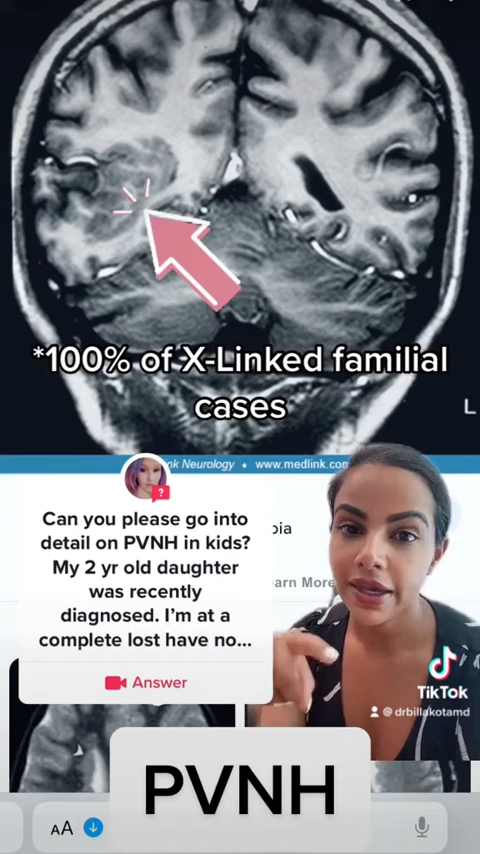 *100% of X-Linked familial
cases
L
nk Neurology ♦ www.medlink.com
?
Can you please go into
detail on PVNH in kids?
My 2 yr old daughter
was recently
diagnosed. I'm at a
complete lost have no...
Answer
earn More
TikTok
@ drbillakotamd
PVNH
AA